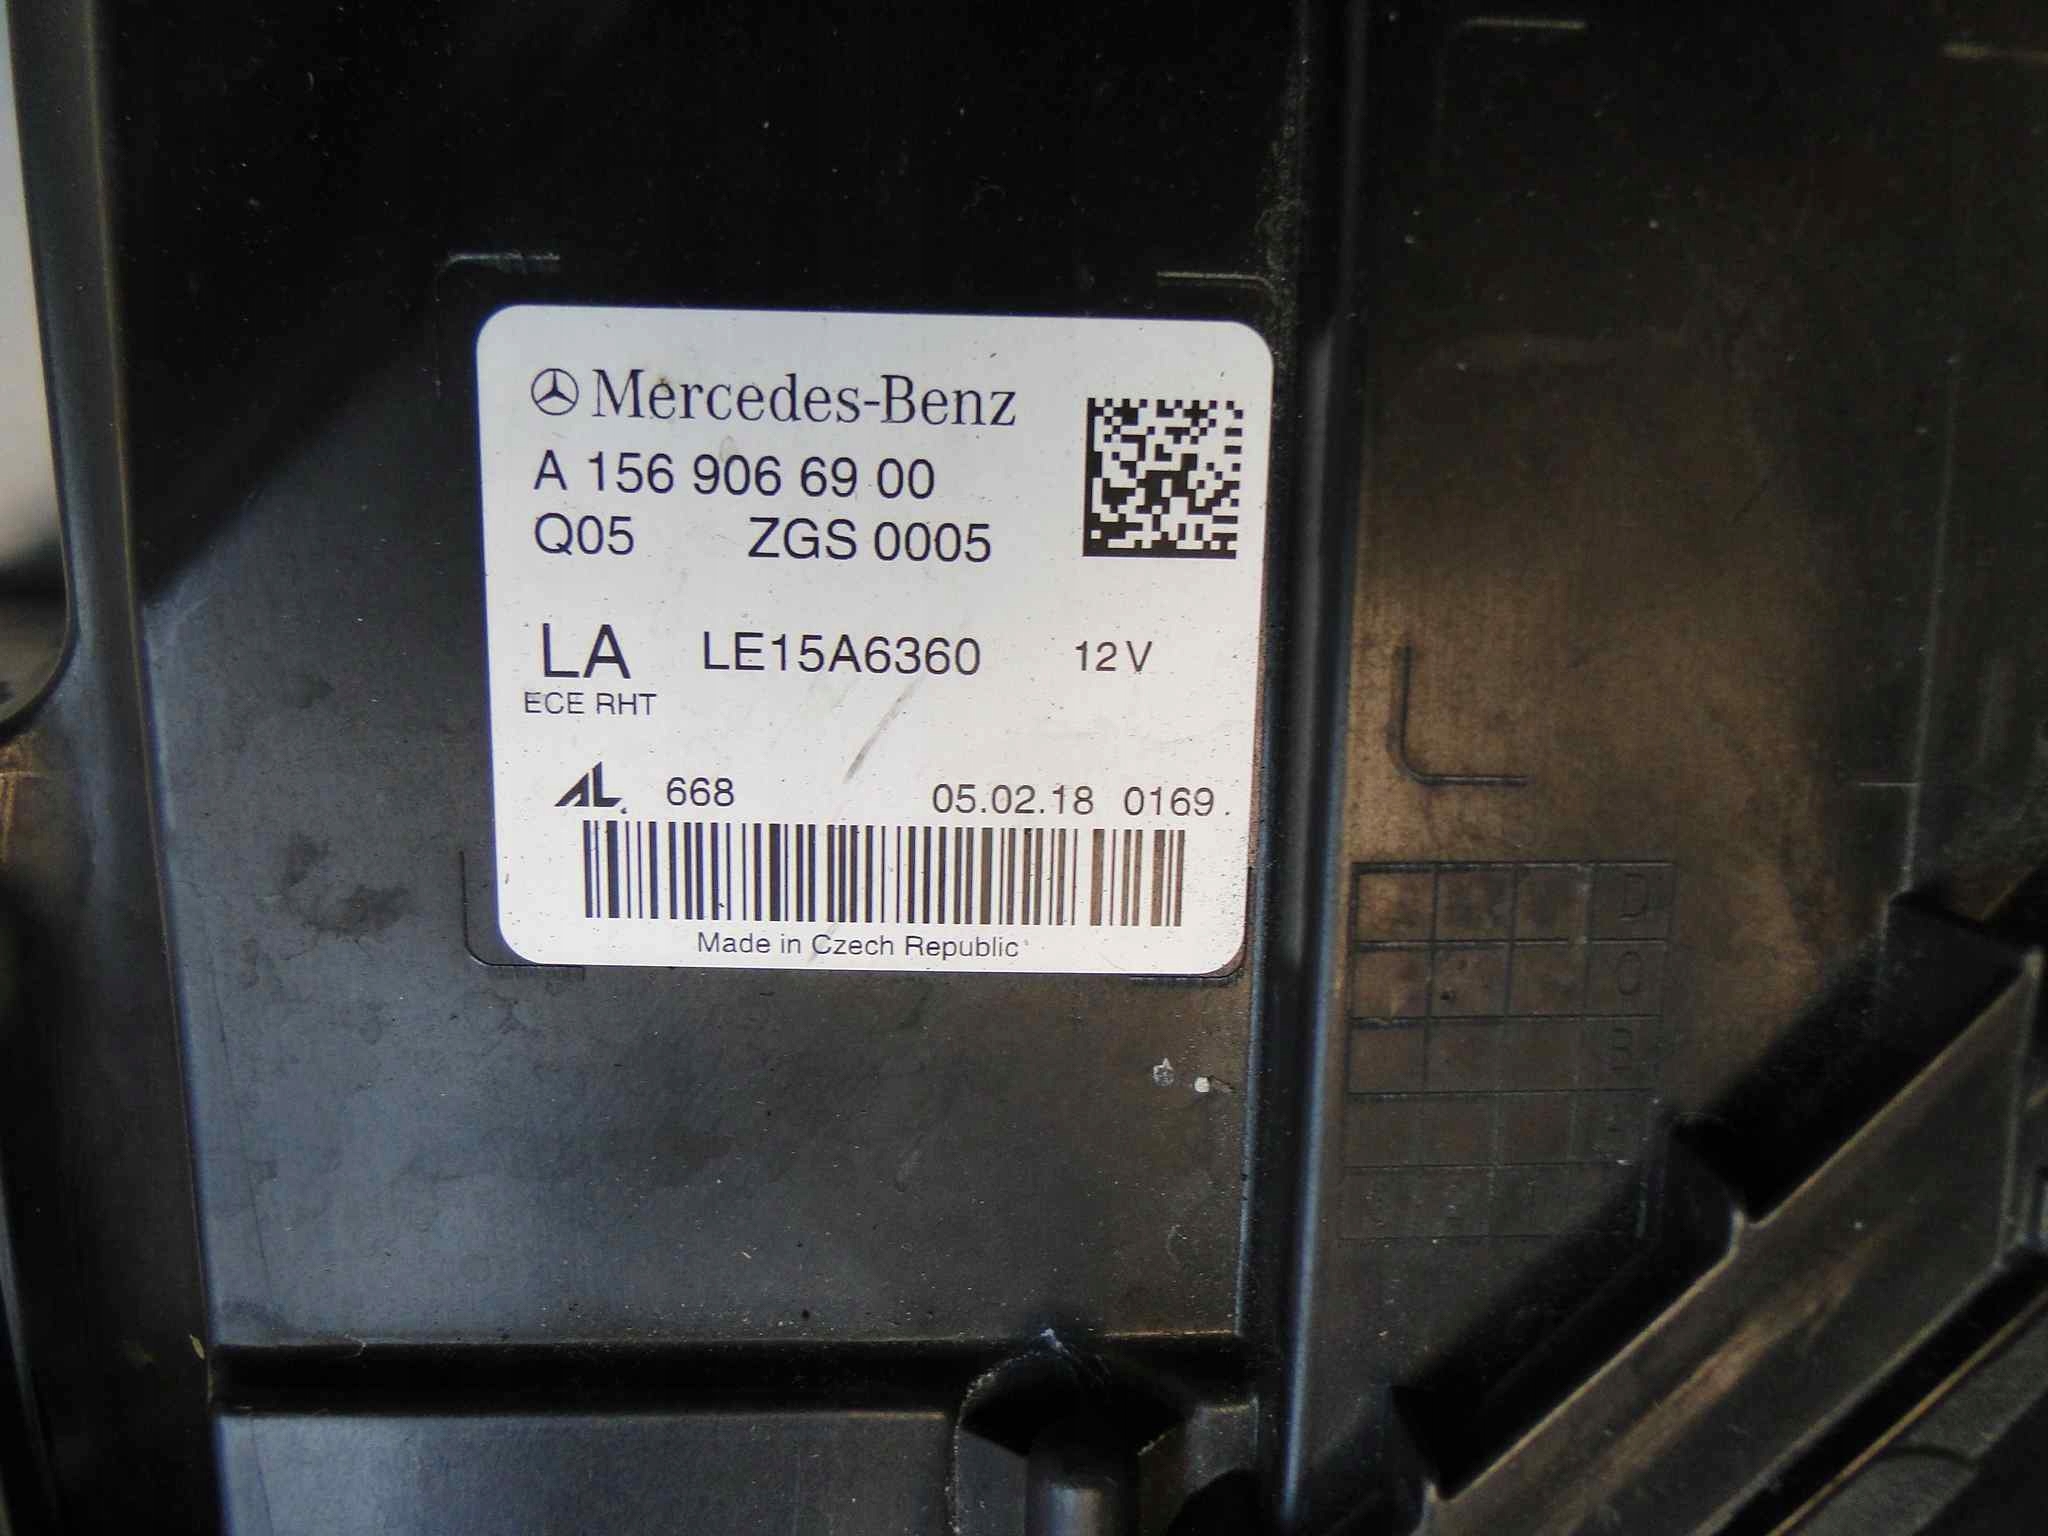 Mercedes-Benz
A 156 906 69 00
Q05 ZGS 0005
LA LE15A6360 12V
ECE RHT
AL 668 05.02.18 0169
Made in Czech Republic
D
C
B